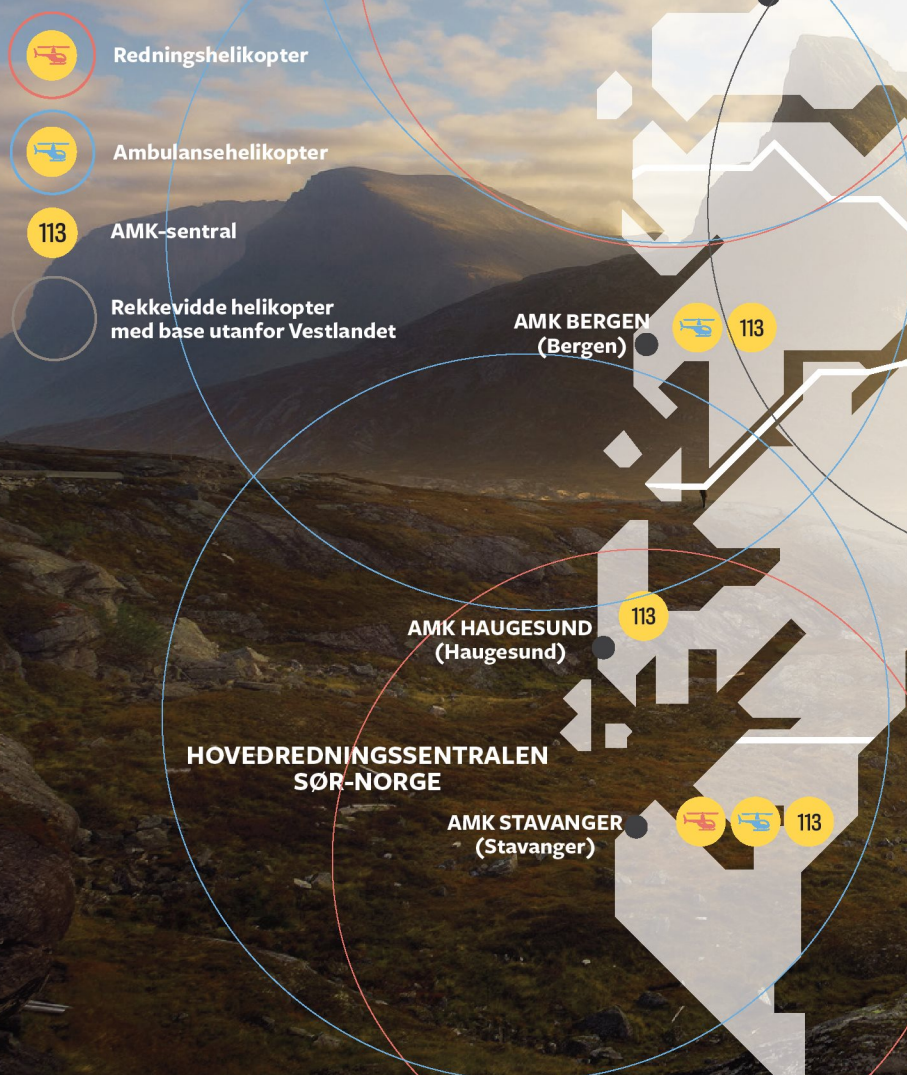 Redningshelikopter
Ambulansehelikopter
113
AMK-sentral
Rekkevidde helikopter
med base utanfor Vestlandet
AMK BERGEN
(Bergen)
113
113
AMK HAUGESUND
(Haugesund)
HOVEDREDNINGSSENTRALEN
SØR-NORGE
AMK STAVANGER
(Stavanger)
113